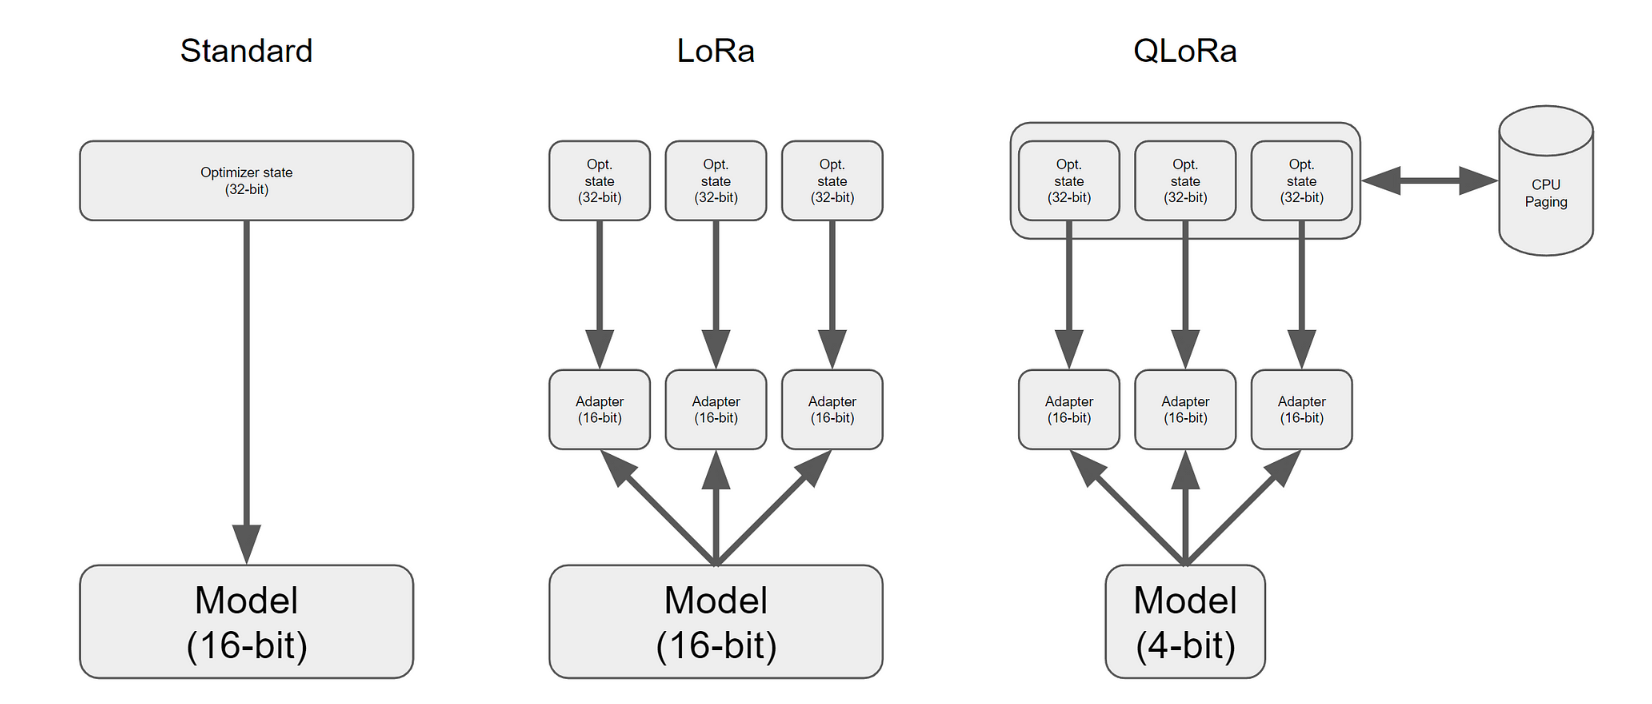 Standard
LoRa
QLoRa
Optimizer state
(32-bit)
Opt.
state
(32-bit)
Opt.
state
(32-bit)
Opt.
state
(32-bit)
Opt.
state
(32-bit)
Opt.
state
(32-bit)
Opt.
state
(32-bit)
CPU
Paging
Adapter
(16-bit)
Adapter
(16-bit)
Adapter
(16-bit)
Adapter
(16-bit)
Adapter
(16-bit)
Adapter
(16-bit)
Model
(16-bit)
Model
(16-bit)
Model
(4-bit)